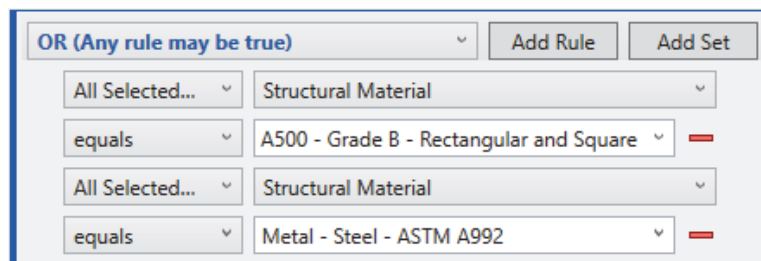 OR (Any rule may be true) Add Rule Add Set
All Selected... Structural Material
equals A500 - Grade B - Rectangular and Square
All Selected... Structural Material
equals Metal - Steel - ASTM A992